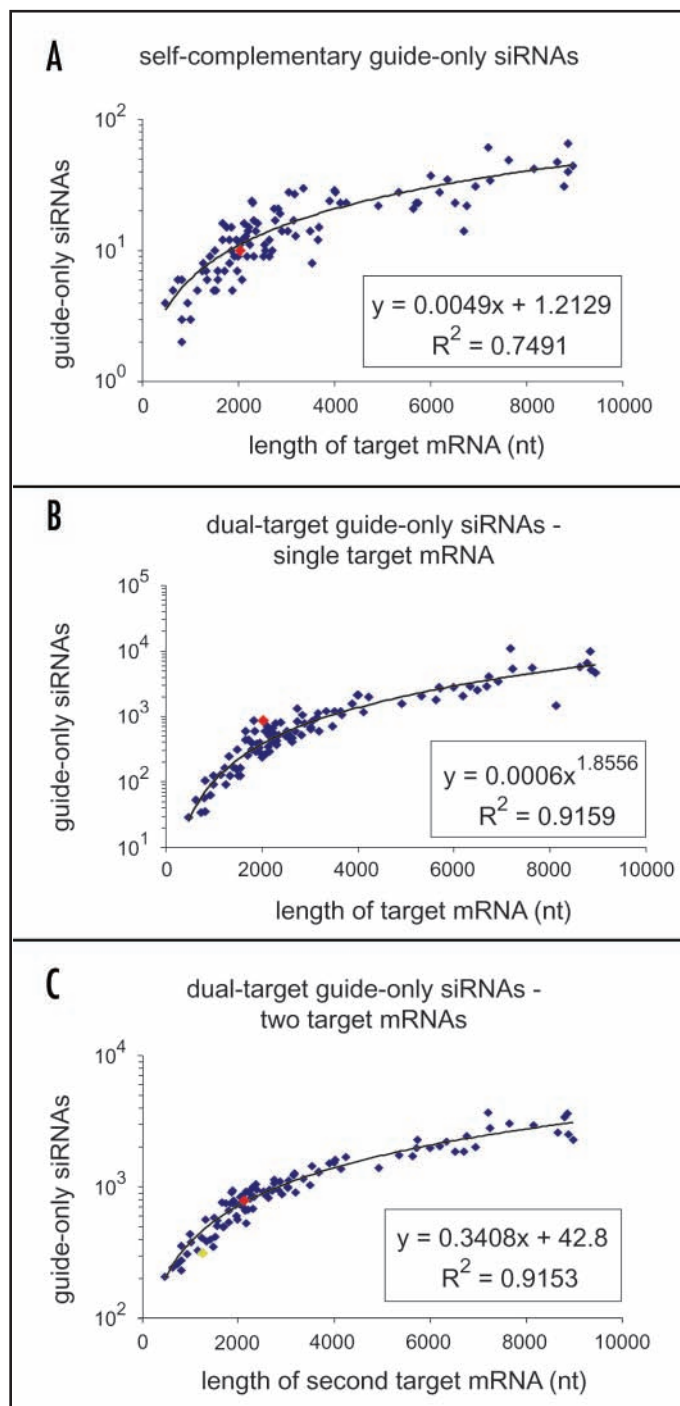 A
self-complementary guide-only siRNAs
guide-only siRNAs
10^2
10^1
10^0
y = 0.0049x + 1.2129
R^2 = 0.7491
0 2000 4000 6000 8000 10000
length of target mRNA (nt)
B
dual-target guide-only siRNAs -
single target mRNA
guide-only siRNAs
10^5
10^4
10^3
10^2
10^1
y = 0.0006x^1.8556
R^2 = 0.9159
0 2000 4000 6000 8000 10000
length of target mRNA (nt)
C
dual-target guide-only siRNAs -
two target mRNAs
guide-only siRNAs
10^4
10^3
10^2
y = 0.3408x + 42.8
R^2 = 0.9153
0 2000 4000 6000 8000 10000
length of second target mRNA (nt)